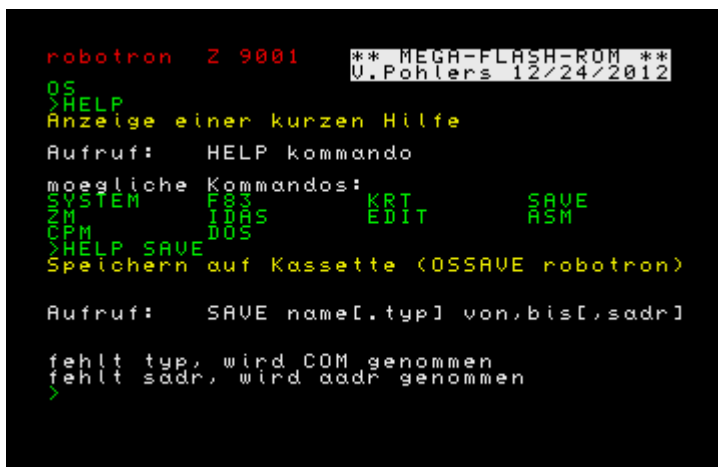 robotron Z 9001 ** MEGA-FLASH-ROM **
V.Pohlers 12/24/2012
OS
>HELP
Anzeige einer kurzen Hilfe
Aufruf: HELP kommando
moegliche Kommandos:
SYSTEM F83 KRT SAVE
ZM IDAS EDIT ASM
CPM DOS
>HELP SAVE
Speichern auf Kassette (OSSAVE robotron)
Aufruf: SAVE name[.typ] von,bis[,sadr]
fehlt typ, wird COM genommen
fehlt sadr, wird aadr genommen
>